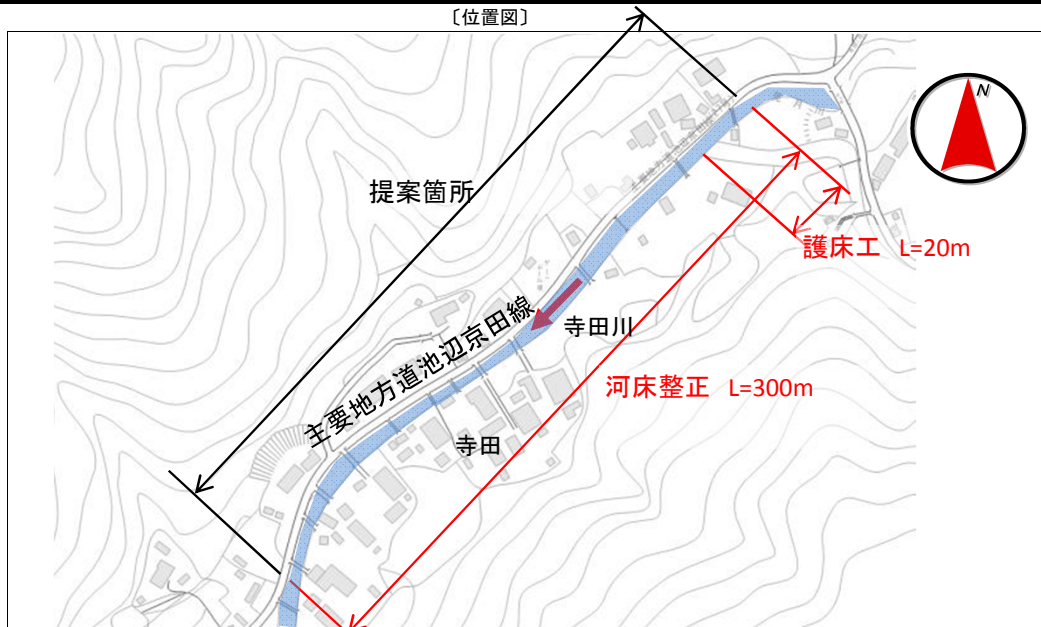 〔位置図〕
N
提案箇所
護床工 L=20m
寺田川
主要地方道池辺京田線
河床整正 L=300m
寺田